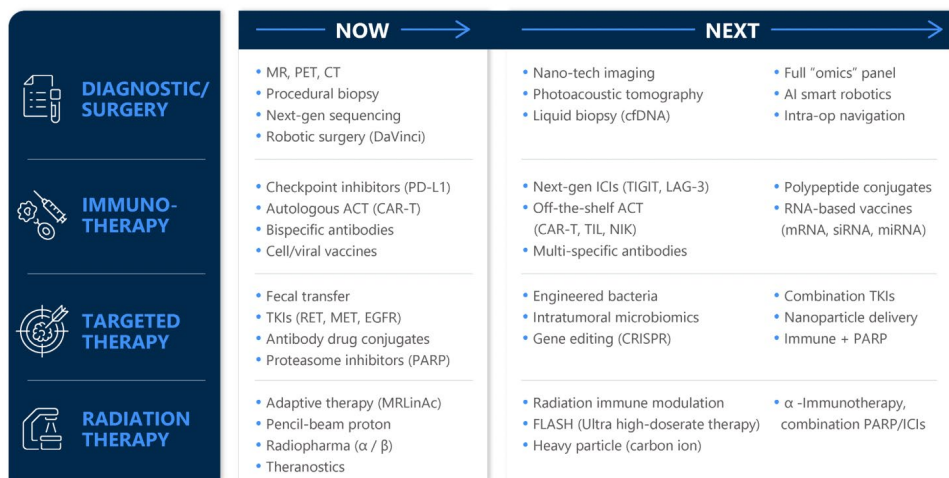 NOW
NEXT
DIAGNOSTIC/
SURGERY
• MR, PET, CT
• Procedural biopsy
• Next-gen sequencing
• Robotic surgery (DaVinci)
• Nano-tech imaging
• Photoacoustic tomography
• Liquid biopsy (cfDNA)
• Full “omics” panel
• AI smart robotics
• Intra-op navigation
IMMUNO-
THERAPY
• Checkpoint inhibitors (PD-L1)
• Autologous ACT (CAR-T)
• Bispecific antibodies
• Cell/viral vaccines
• Next-gen ICIs (TIGIT, LAG-3)
• Off-the-shelf ACT
(CAR-T, TIL, NIK)
• Multi-specific antibodies
• Polypeptide conjugates
• RNA-based vaccines
(mRNA, siRNA, miRNA)
TARGETED
THERAPY
• Fecal transfer
• TKIs (RET, MET, EGFR)
• Antibody drug conjugates
• Proteasome inhibitors (PARP)
• Engineered bacteria
• Intratumoral microbiomics
• Gene editing (CRISPR)
• Combination TKIs
• Nanoparticle delivery
• Immune + PARP
RADIATION
THERAPY
• Adaptive therapy (MRLinAc)
• Pencil-beam proton
• Radiopharma (α / β)
• Theranostics
• Radiation immune modulation
• FLASH (Ultra high-doserate therapy)
• Heavy particle (carbon ion)
• α -Immunotherapy,
combination PARP/ICIs